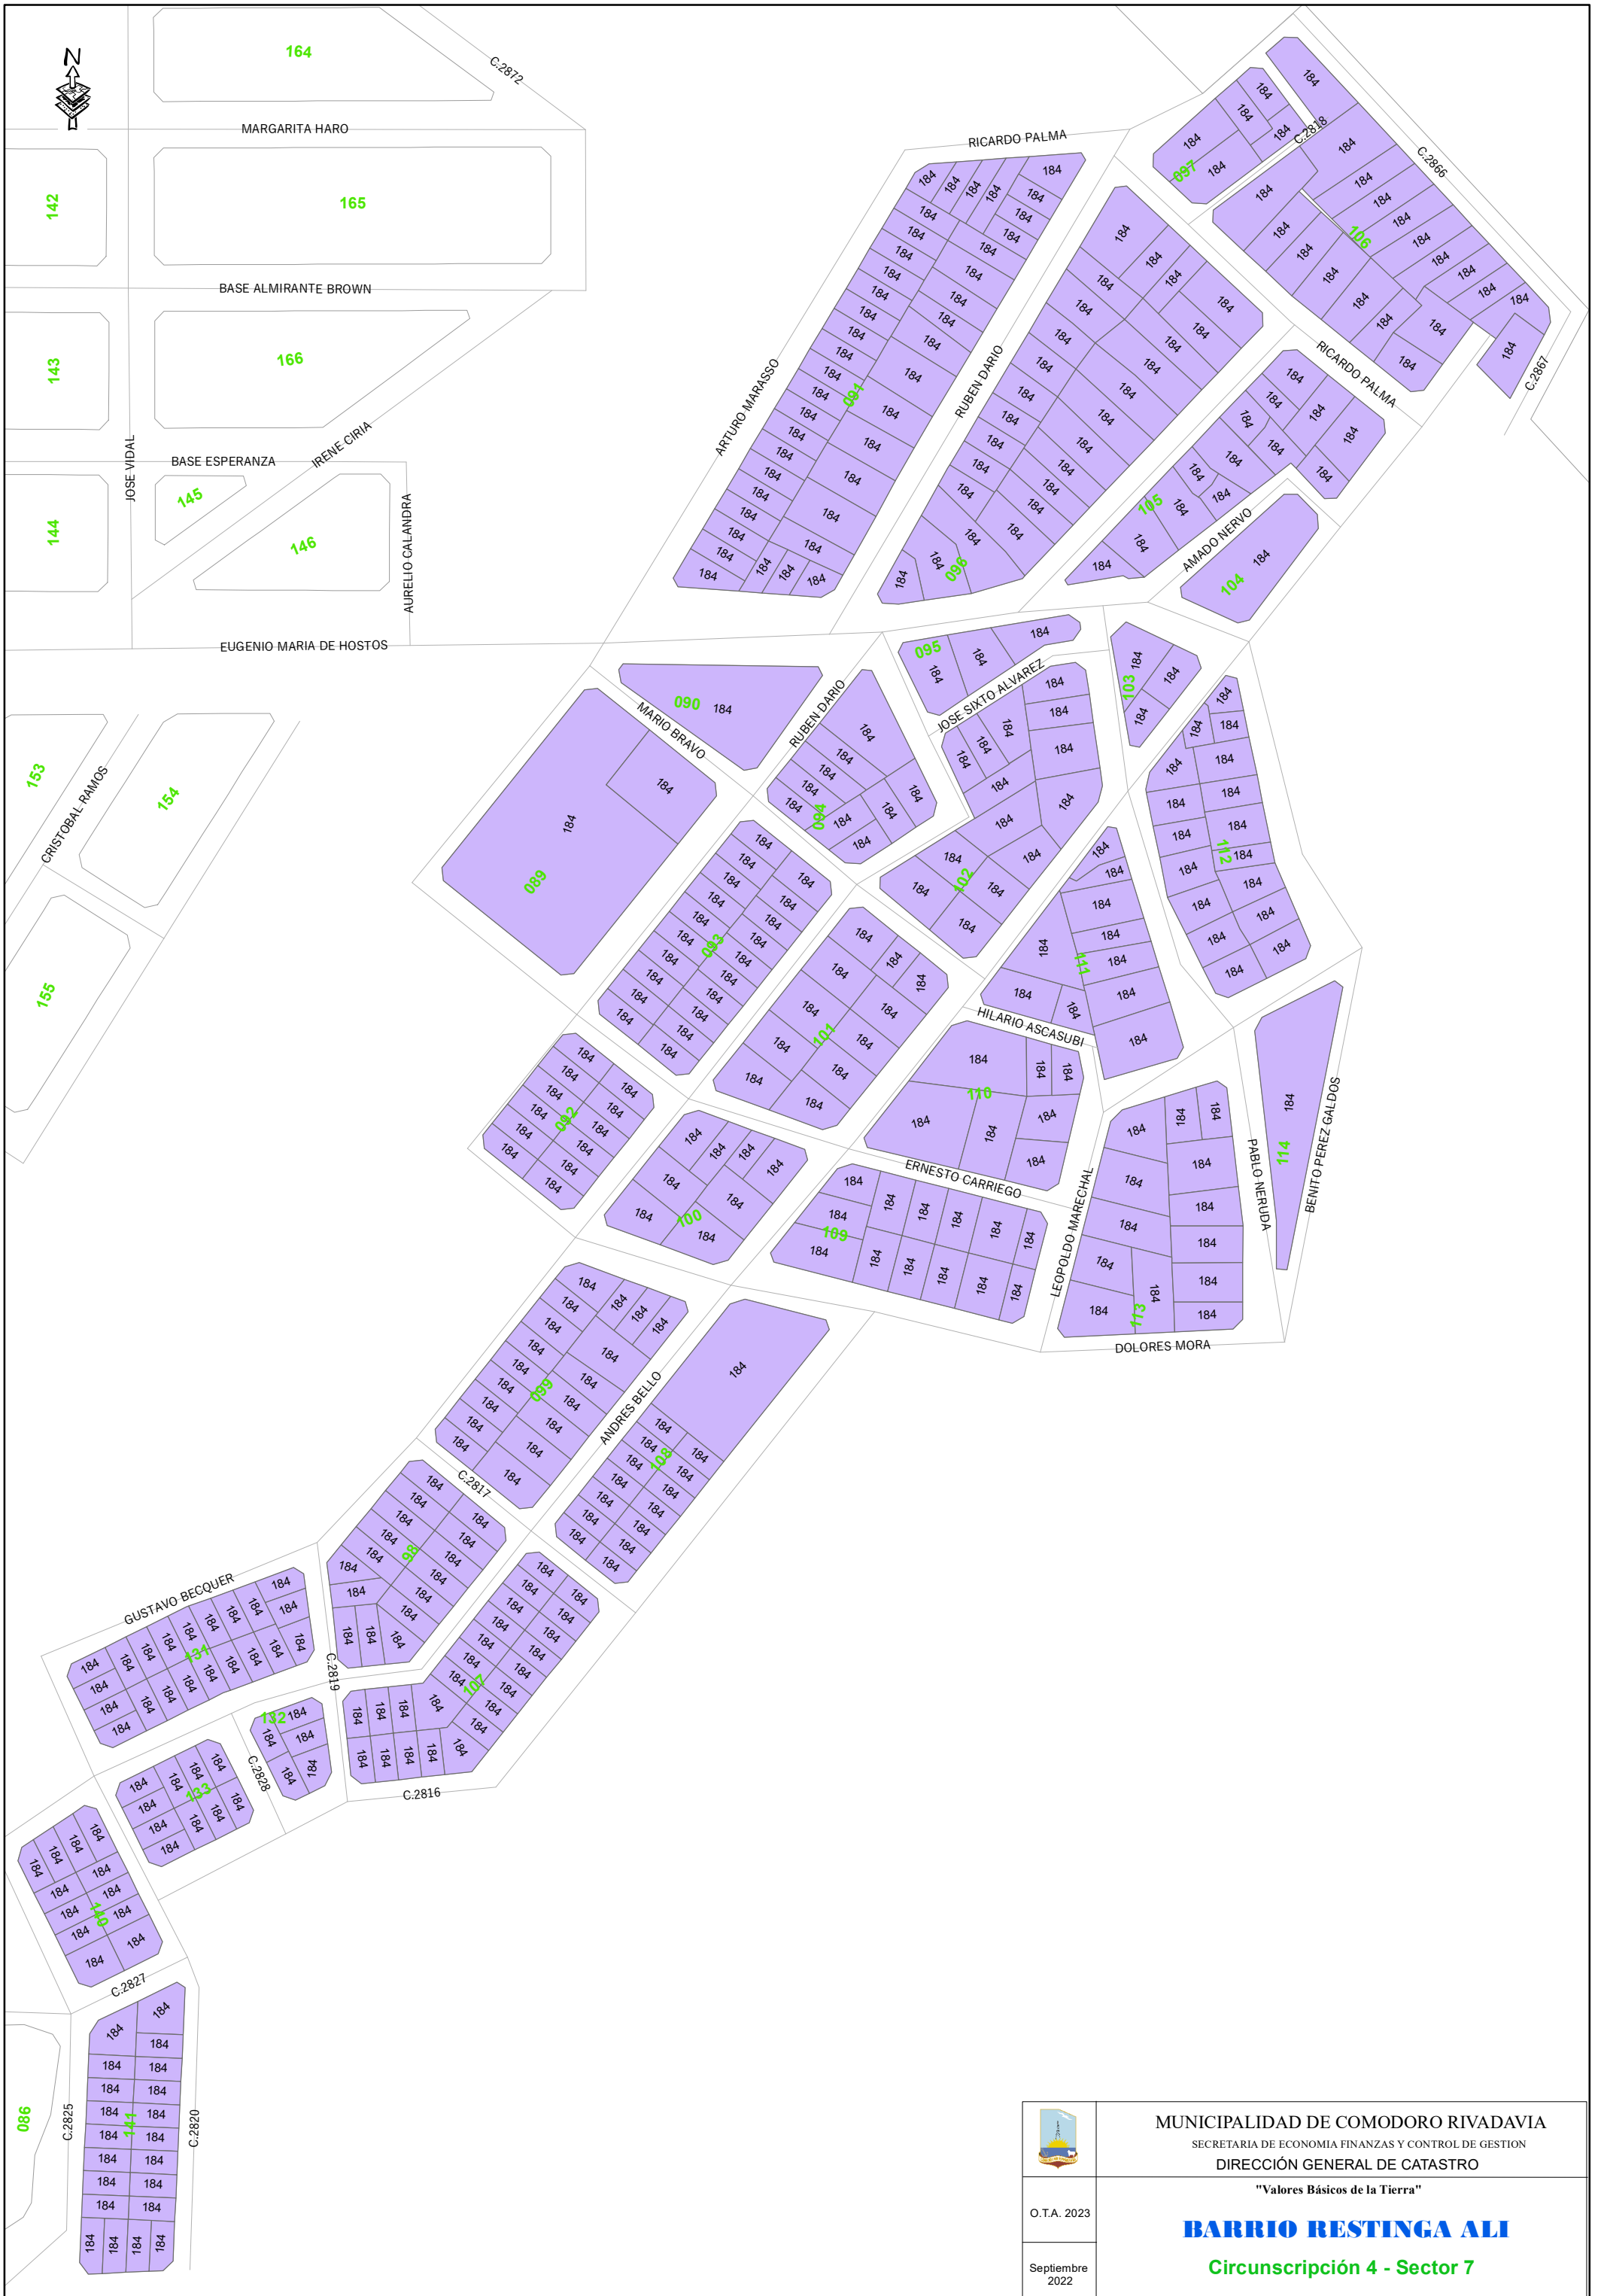 N
164
C.2872
MARGARITA HARO
142
165
BASE ALMIRANTE BROWN
143
166
JOSE VIDAL
BASE ESPERANZA
IRENE CIRIA
144
145
146
AURELIO CALANDRA
EUGENIO MARIA DE HOSTOS
153
154
CRISTOBAL RAMOS
155
RICARDO PALMA
ARTURO MARASSO
091
RUBEN DARIO
097
C.2818
C.2866
106
C.2867
RICARDO PALMA
096
105
AMADO NERVO
104
090
MARIO BRAVO
RUBEN DARIO
095
JOSE SIXTO ALVAREZ
103
089
094
102
112
093
101
111
HILARIO ASCASUBI
092
110
100
ERNESTO CARRIEGO
109
LEOPOLDO MARECHAL
113
PABLO NERUDA
114
BENITO PEREZ GALDOS
DOLORES MORA
099
ANDRES BELLO
108
C.2817
98
GUSTAVO BECQUER
131
C.2819
107
132
C.2828
133
C.2816
140
C.2827
141
086
C.2825
C.2820
184
MUNICIPALIDAD DE COMODORO RIVADAVIA
SECRETARIA DE ECONOMIA FINANZAS Y CONTROL DE GESTION
DIRECCIÓN GENERAL DE CATASTRO
"Valores Básicos de la Tierra"
O.T.A. 2023
BARRIO RESTINGA ALI
Septiembre
2022
Circunscripción 4 - Sector 7